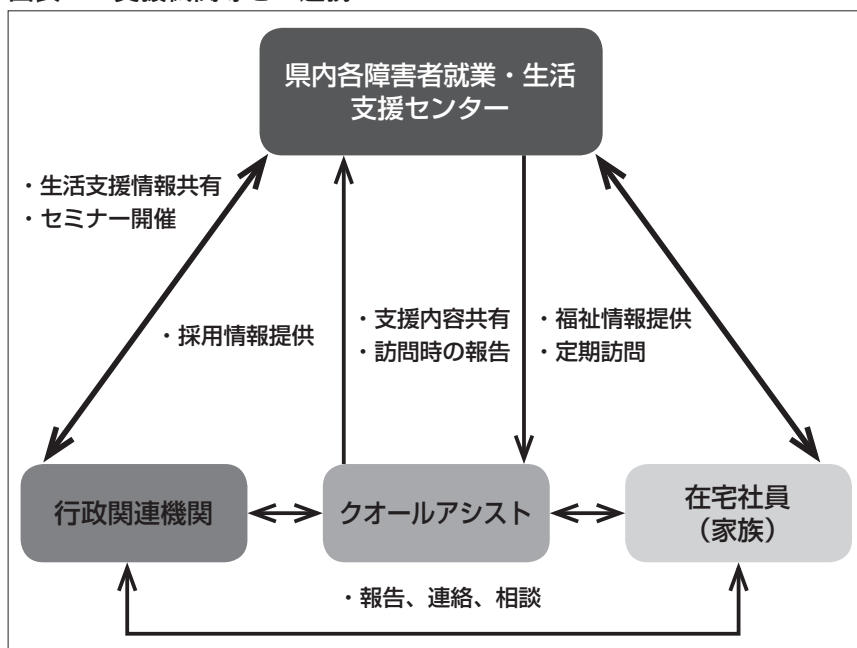 県内各障害者就業・生活
支援センター
・生活支援情報共有
・セミナー開催
・採用情報提供
・支援内容共有
・訪問時の報告
・福祉情報提供
・定期訪問
行政関連機関
クオールアシスト
在宅社員
（家族）
・報告、連絡、相談